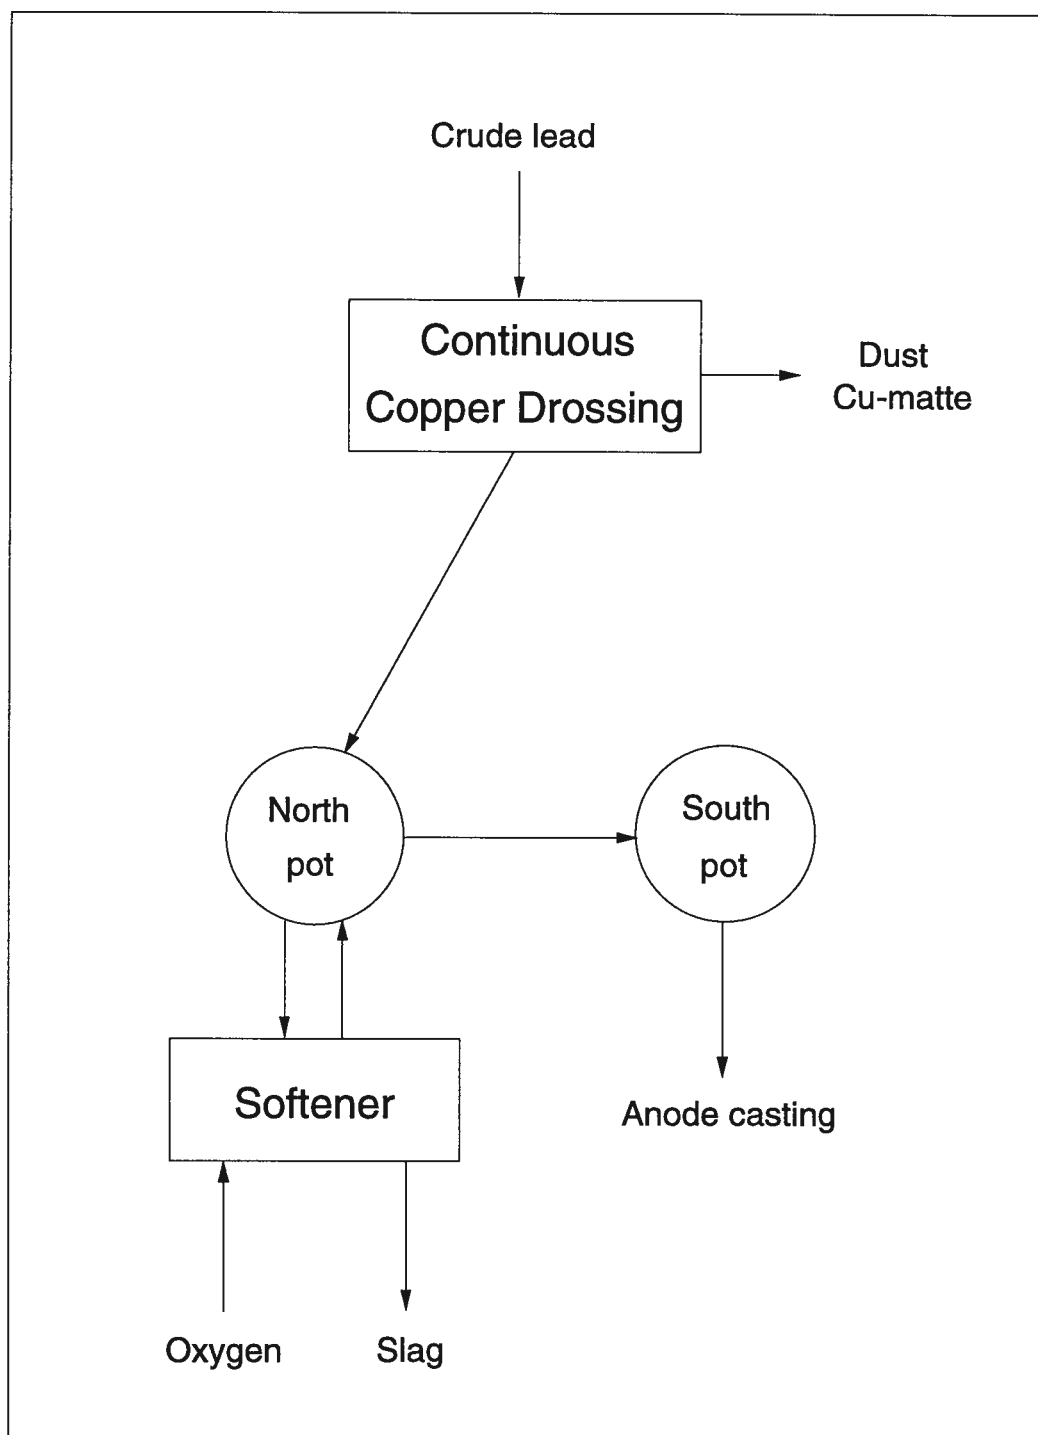 Crude lead
Continuous
Copper Drossing
Dust
Cu-matte
North
pot
South
pot
Softener
Anode casting
Oxygen
Slag